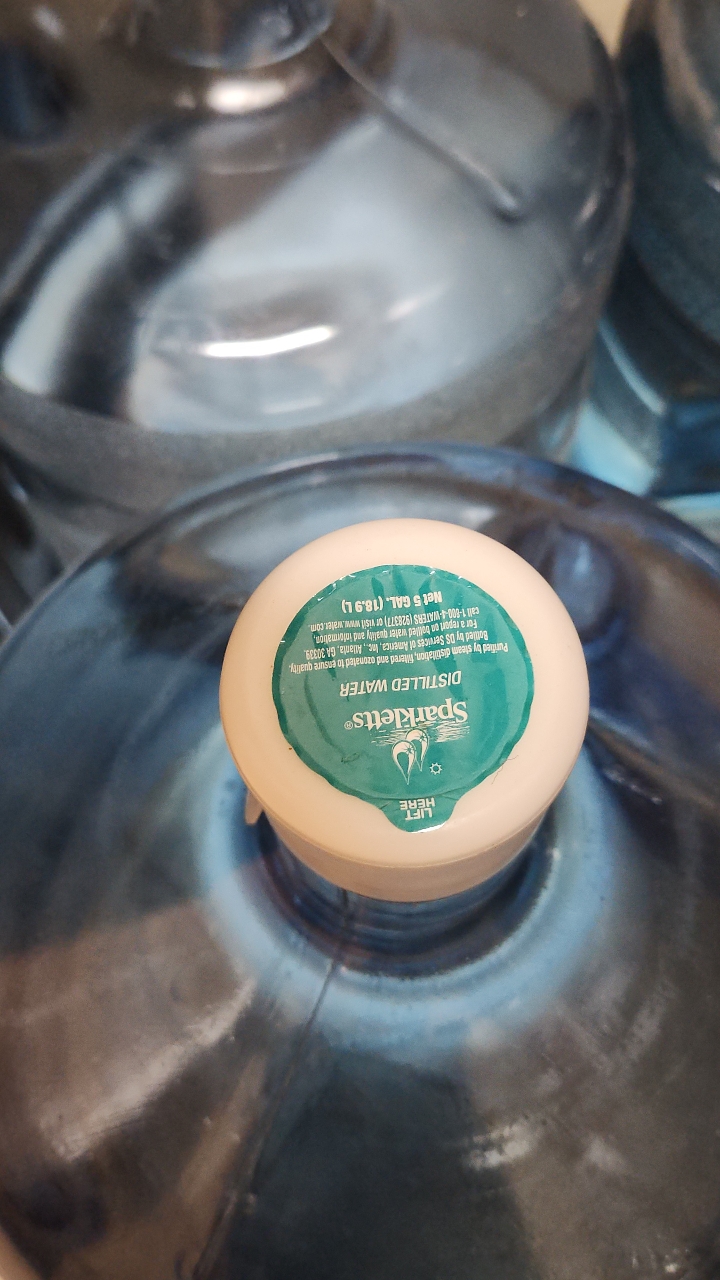 LIFT
HERE
Sparkletts®
DISTILLED WATER
Purified by steam distillation, filtered and ozonated to ensure quality.
Bottled by DS Services of America, Inc., Atlanta, GA 30339.
For a report on bottled water quality and information,
call 1-800-4-WATERS (928377) or visit www.water.com.
Net 5 GAL. (18.9 L)